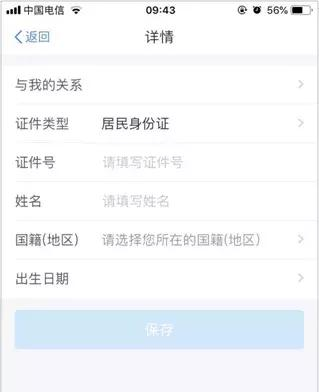 中国电信 09:43 56%
返回 详情
与我的关系
证件类型 居民身份证
证件号 请填写证件号
姓名 请填写姓名
国籍(地区) 请选择您所在的国籍(地区)
出生日期
保存